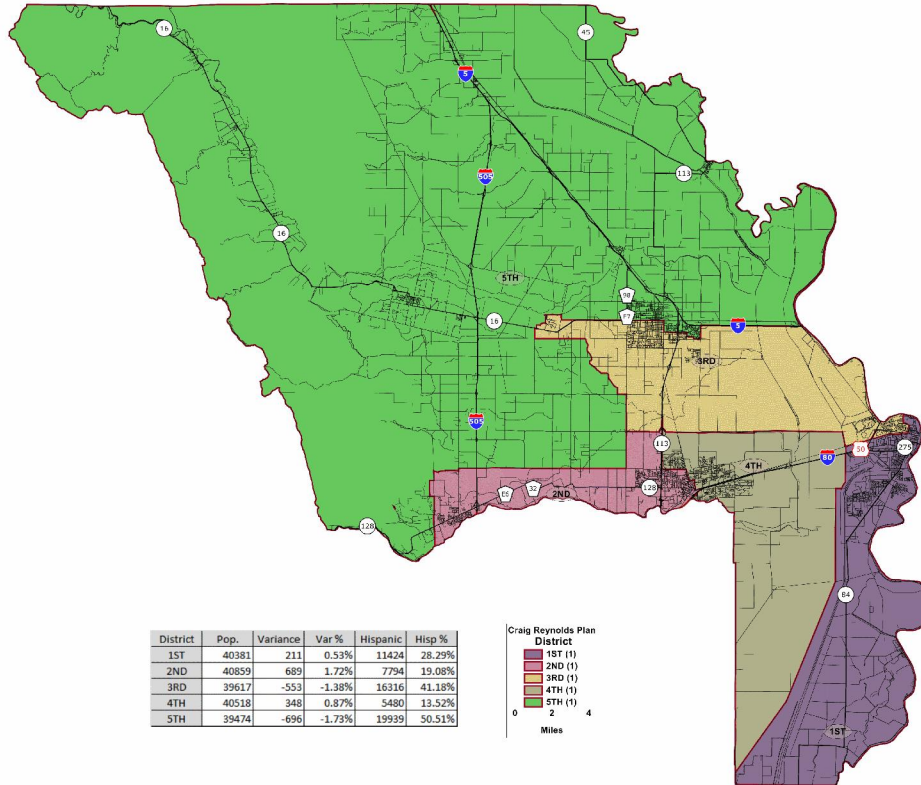 16
45
5
113
505
16
5TH
98
F7
16
5
3RD
505
113
275
50
80
4TH
128
32
E6
2ND
128
84
1ST
District Pop. Variance Var % Hispanic Hisp %
1ST 40381 211 0.53% 11424 28.29%
2ND 40859 689 1.72% 7794 19.08%
3RD 39617 -553 -1.38% 16316 41.18%
4TH 40518 348 0.87% 5480 13.52%
5TH 39474 -696 -1.73% 19939 50.51%
Craig Reynolds Plan
District
1ST (1)
2ND (1)
3RD (1)
4TH (1)
5TH (1)
0 2 4
Miles